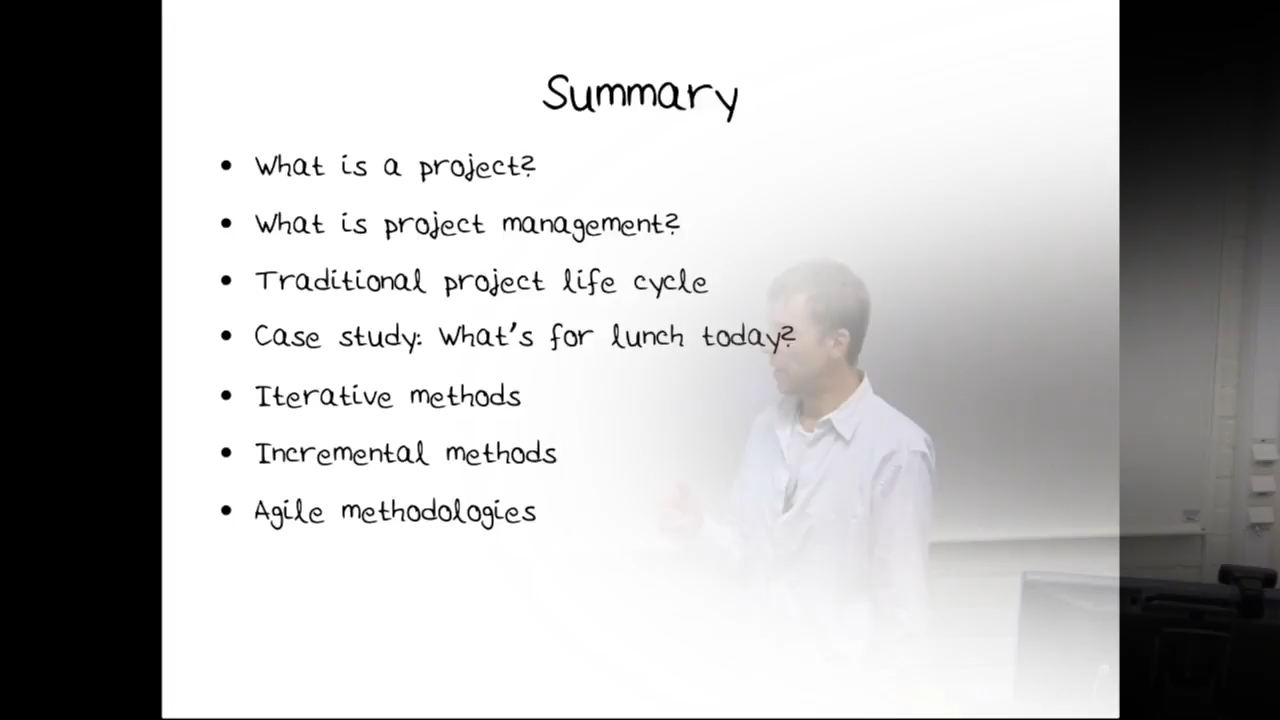 Summary
• What is a project?
• What is project management?
• Traditional project life cycle
• Case study: What's for lunch today?
• Iterative methods
• Incremental methods
• Agile methodologies